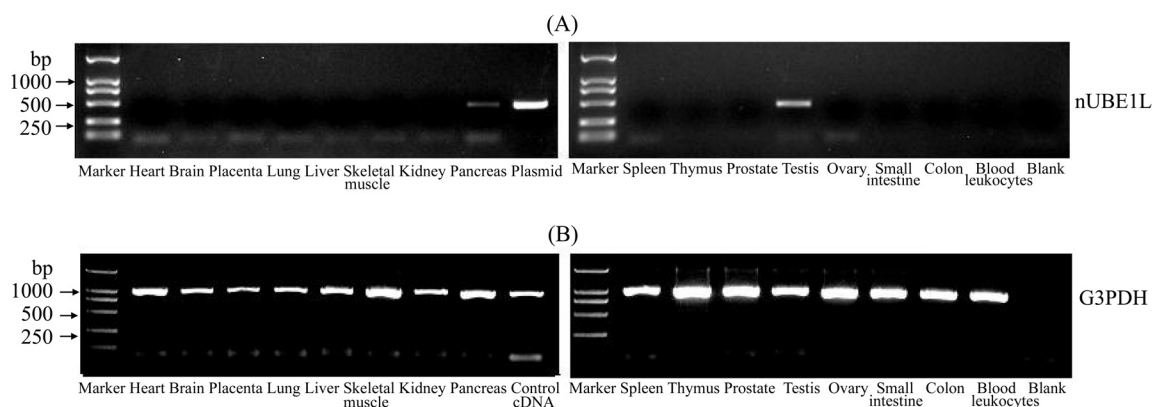 (A)
bp
1000
500
250
nUBE1L
Marker Heart Brain Placenta Lung Liver Skeletal muscle Kidney Pancreas Plasmid
Marker Spleen Thymus Prostate Testis Ovary Small intestine Colon Blood leukocytes Blank
(B)
bp
1000
500
250
G3PDH
Marker Heart Brain Placenta Lung Liver Skeletal muscle Kidney Pancreas Control cDNA
Marker Spleen Thymus Prostate Testis Ovary Small intestine Colon Blood leukocytes Blank